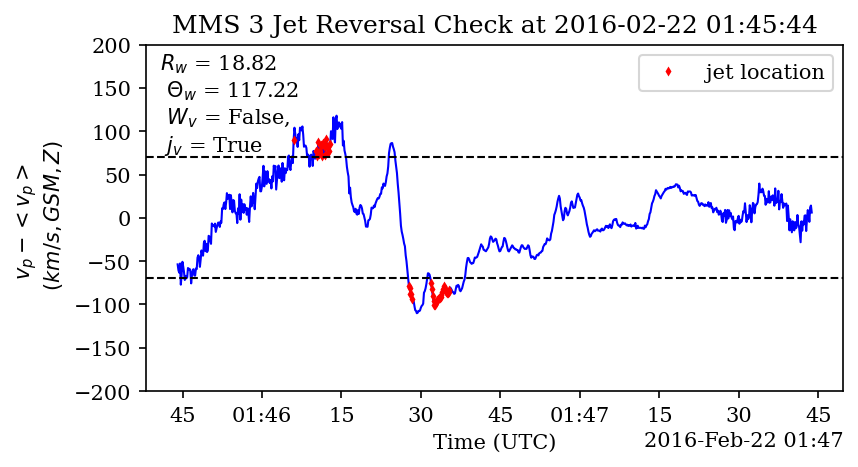 MMS 3 Jet Reversal Check at 2016-02-22 01:45:44
R_w = 18.82
Θ_w = 117.22
W_v = False,
j_v = True
jet location
v_p − < v_p >
(km/s, GSM, Z)
200
150
100
50
0
−50
−100
−150
−200
45 01:46 15 30 45 01:47 15 30 45
Time (UTC)
2016-Feb-22 01:47